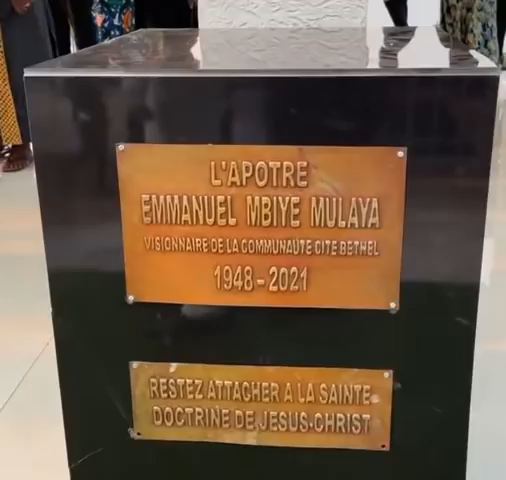 L'APOTRE
EMMANUEL MBIYE MULAYA
VISIONNAIRE DE LA COMMUNAUTE CITE BETHEL
1948-2021
RESTEZ ATTACHER A LA SAINTE
DOCTRINE DE JESUS-CHRIST